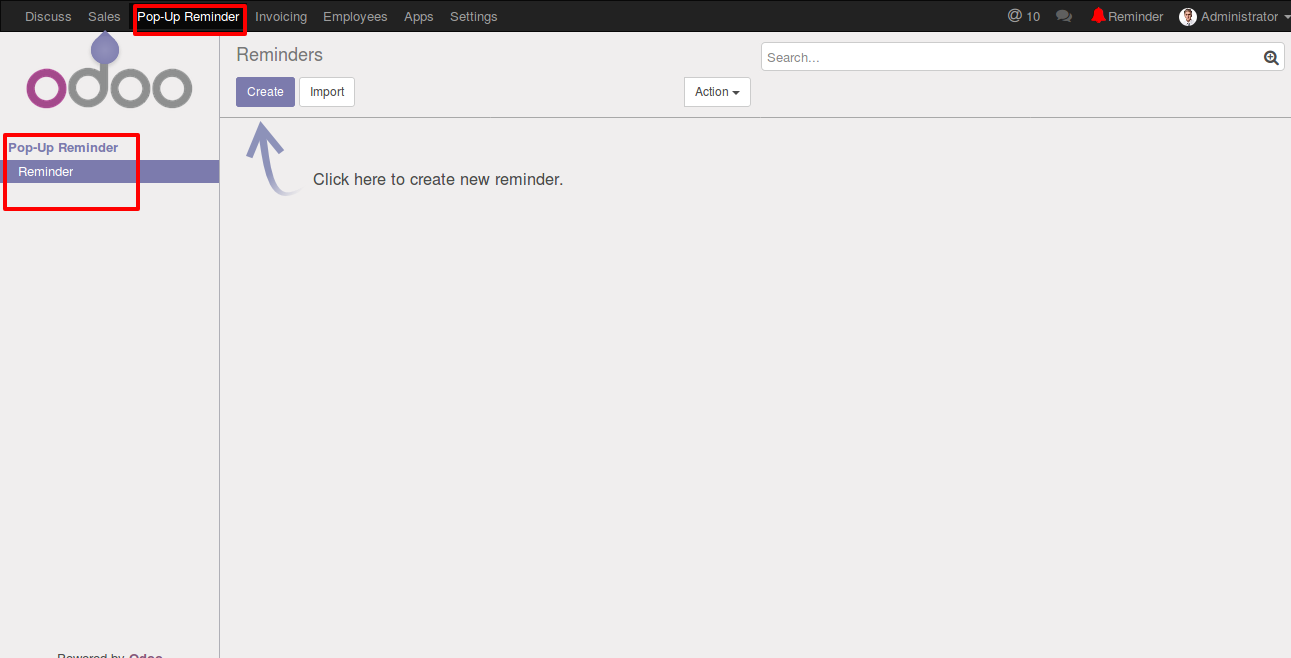 Discuss Sales Pop-Up Reminder Invoicing Employees Apps Settings @ 10 Reminder Administrator
odoo
Reminders
Search...
Create Import Action
Pop-Up Reminder
Reminder
Click here to create new reminder.
Powered by Odoo